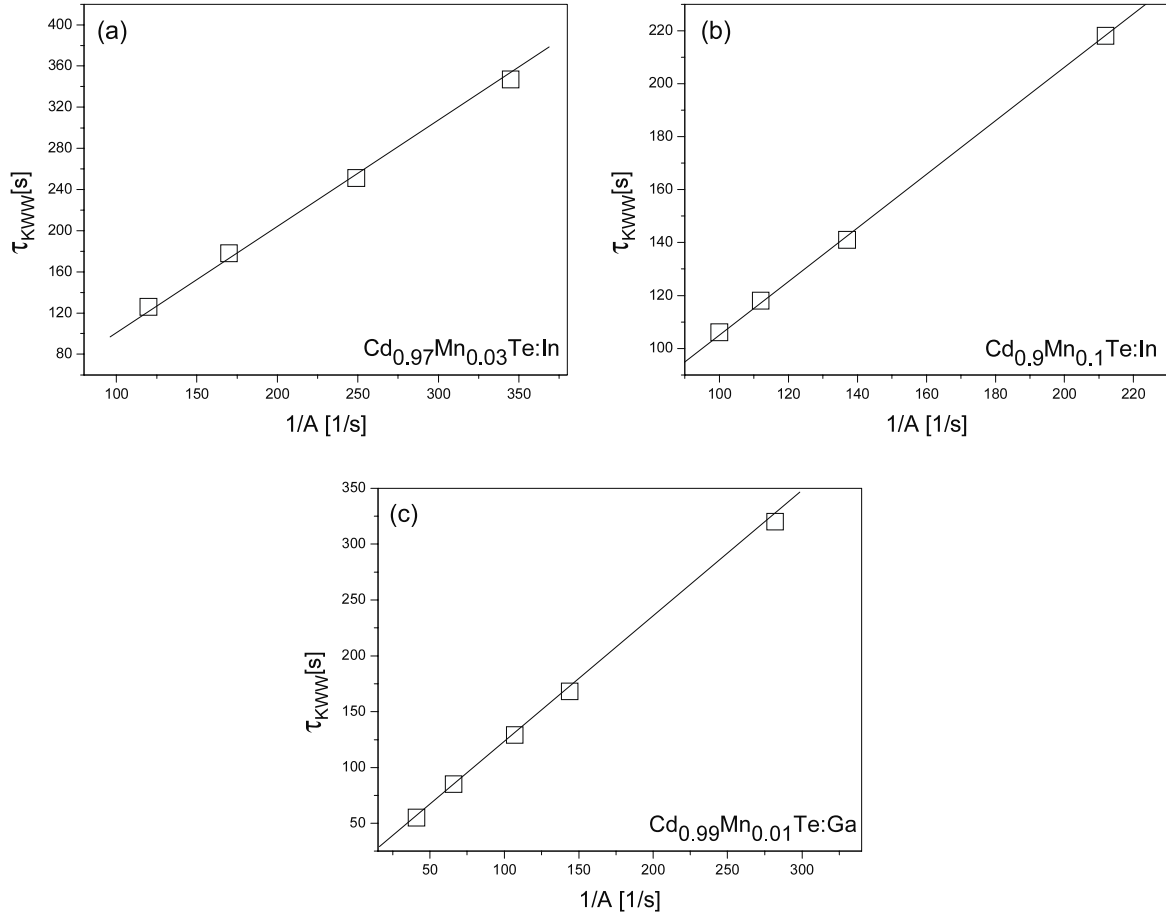 (a)
400
360
320
280
240
200
160
120
80
τKWW[s]
100 150 200 250 300 350
1/A [1/s]
Cd0.97Mn0.03Te:In
(b)
220
200
180
160
140
120
100
τKWW[s]
100 120 140 160 180 200 220
1/A [1/s]
Cd0.9Mn0.1Te:In
(c)
350
300
250
200
150
100
50
τKWW[s]
50 100 150 200 250 300
1/A [1/s]
Cd0.99Mn0.01Te:Ga